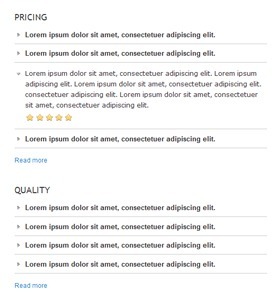 PRICING
Lorem ipsum dolor sit amet, consectetuer adipiscing elit.
Lorem ipsum dolor sit amet, consectetuer adipiscing elit.
Lorem ipsum dolor sit amet, consectetuer adipiscing elit. Lorem ipsum
adipiscing elit. Lorem ipsum dolor sit amet, consectetuer adipiscing elit.
consectetuer adipiscing elit. Lorem ipsum dolor sit amet, consectetuer
sit amet, consectetuer adipiscing elit.
Lorem ipsum dolor sit amet, consectetuer adipiscing elit.
Read more
QUALITY
Lorem ipsum dolor sit amet, consectetuer adipiscing elit.
Lorem ipsum dolor sit amet, consectetuer adipiscing elit.
Lorem ipsum dolor sit amet, consectetuer adipiscing elit.
Lorem ipsum dolor sit amet, consectetuer adipiscing elit.
Read more